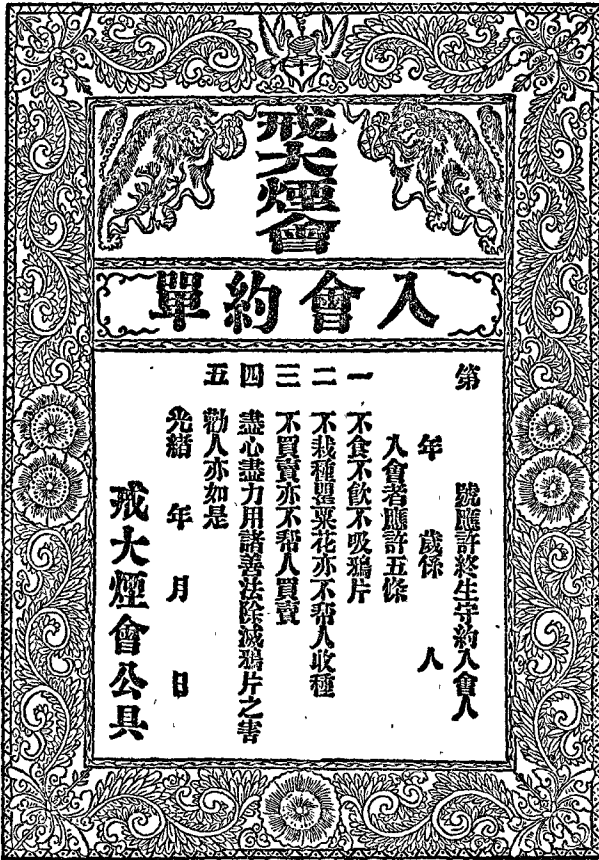 戒大煙會
入會約單
第　號應許終生守約入會人
年　歲係　人
入會者應許五條
一 不食不飲不吸鴉片
二 不栽種罌粟花亦不帮人收種
三 不買賣亦不帮人買賣
四 盡心盡力用諸善法除滅鴉片之害
五 勸人亦如是
光緒　年　月　日
戒大煙會公具